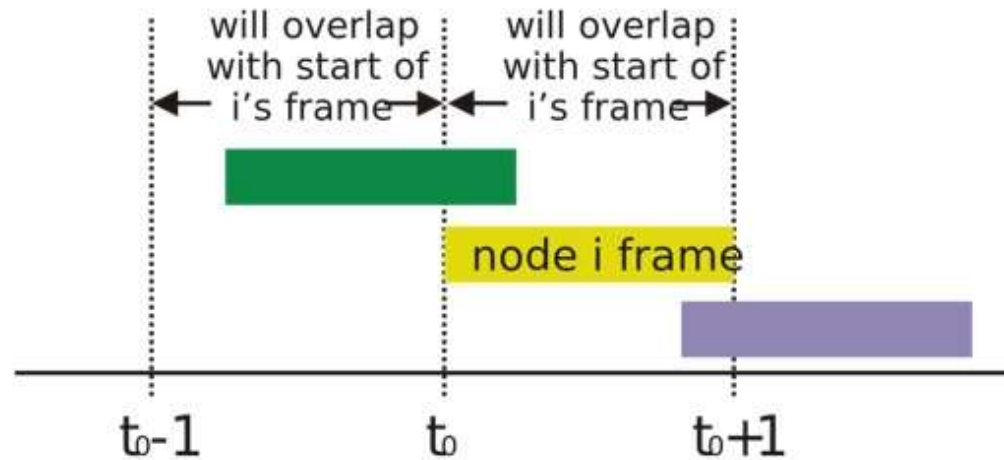 will overlap
with start of
i's frame
will overlap
with start of
i's frame
node i frame
t₀-1
t₀
t₀+1